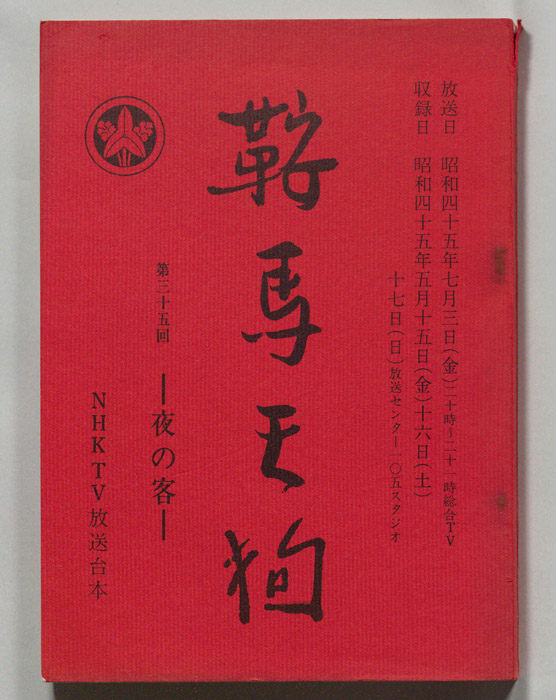 放送日 昭和四十五年七月三日(金)二十時~二十一時総合TV
収録日 昭和四十五年五月十五日(金)十六日(土)
十七日(日)放送センター一〇五スタジオ
鞍馬天狗
第三十五回 ―夜の客―
NHKTV放送台本